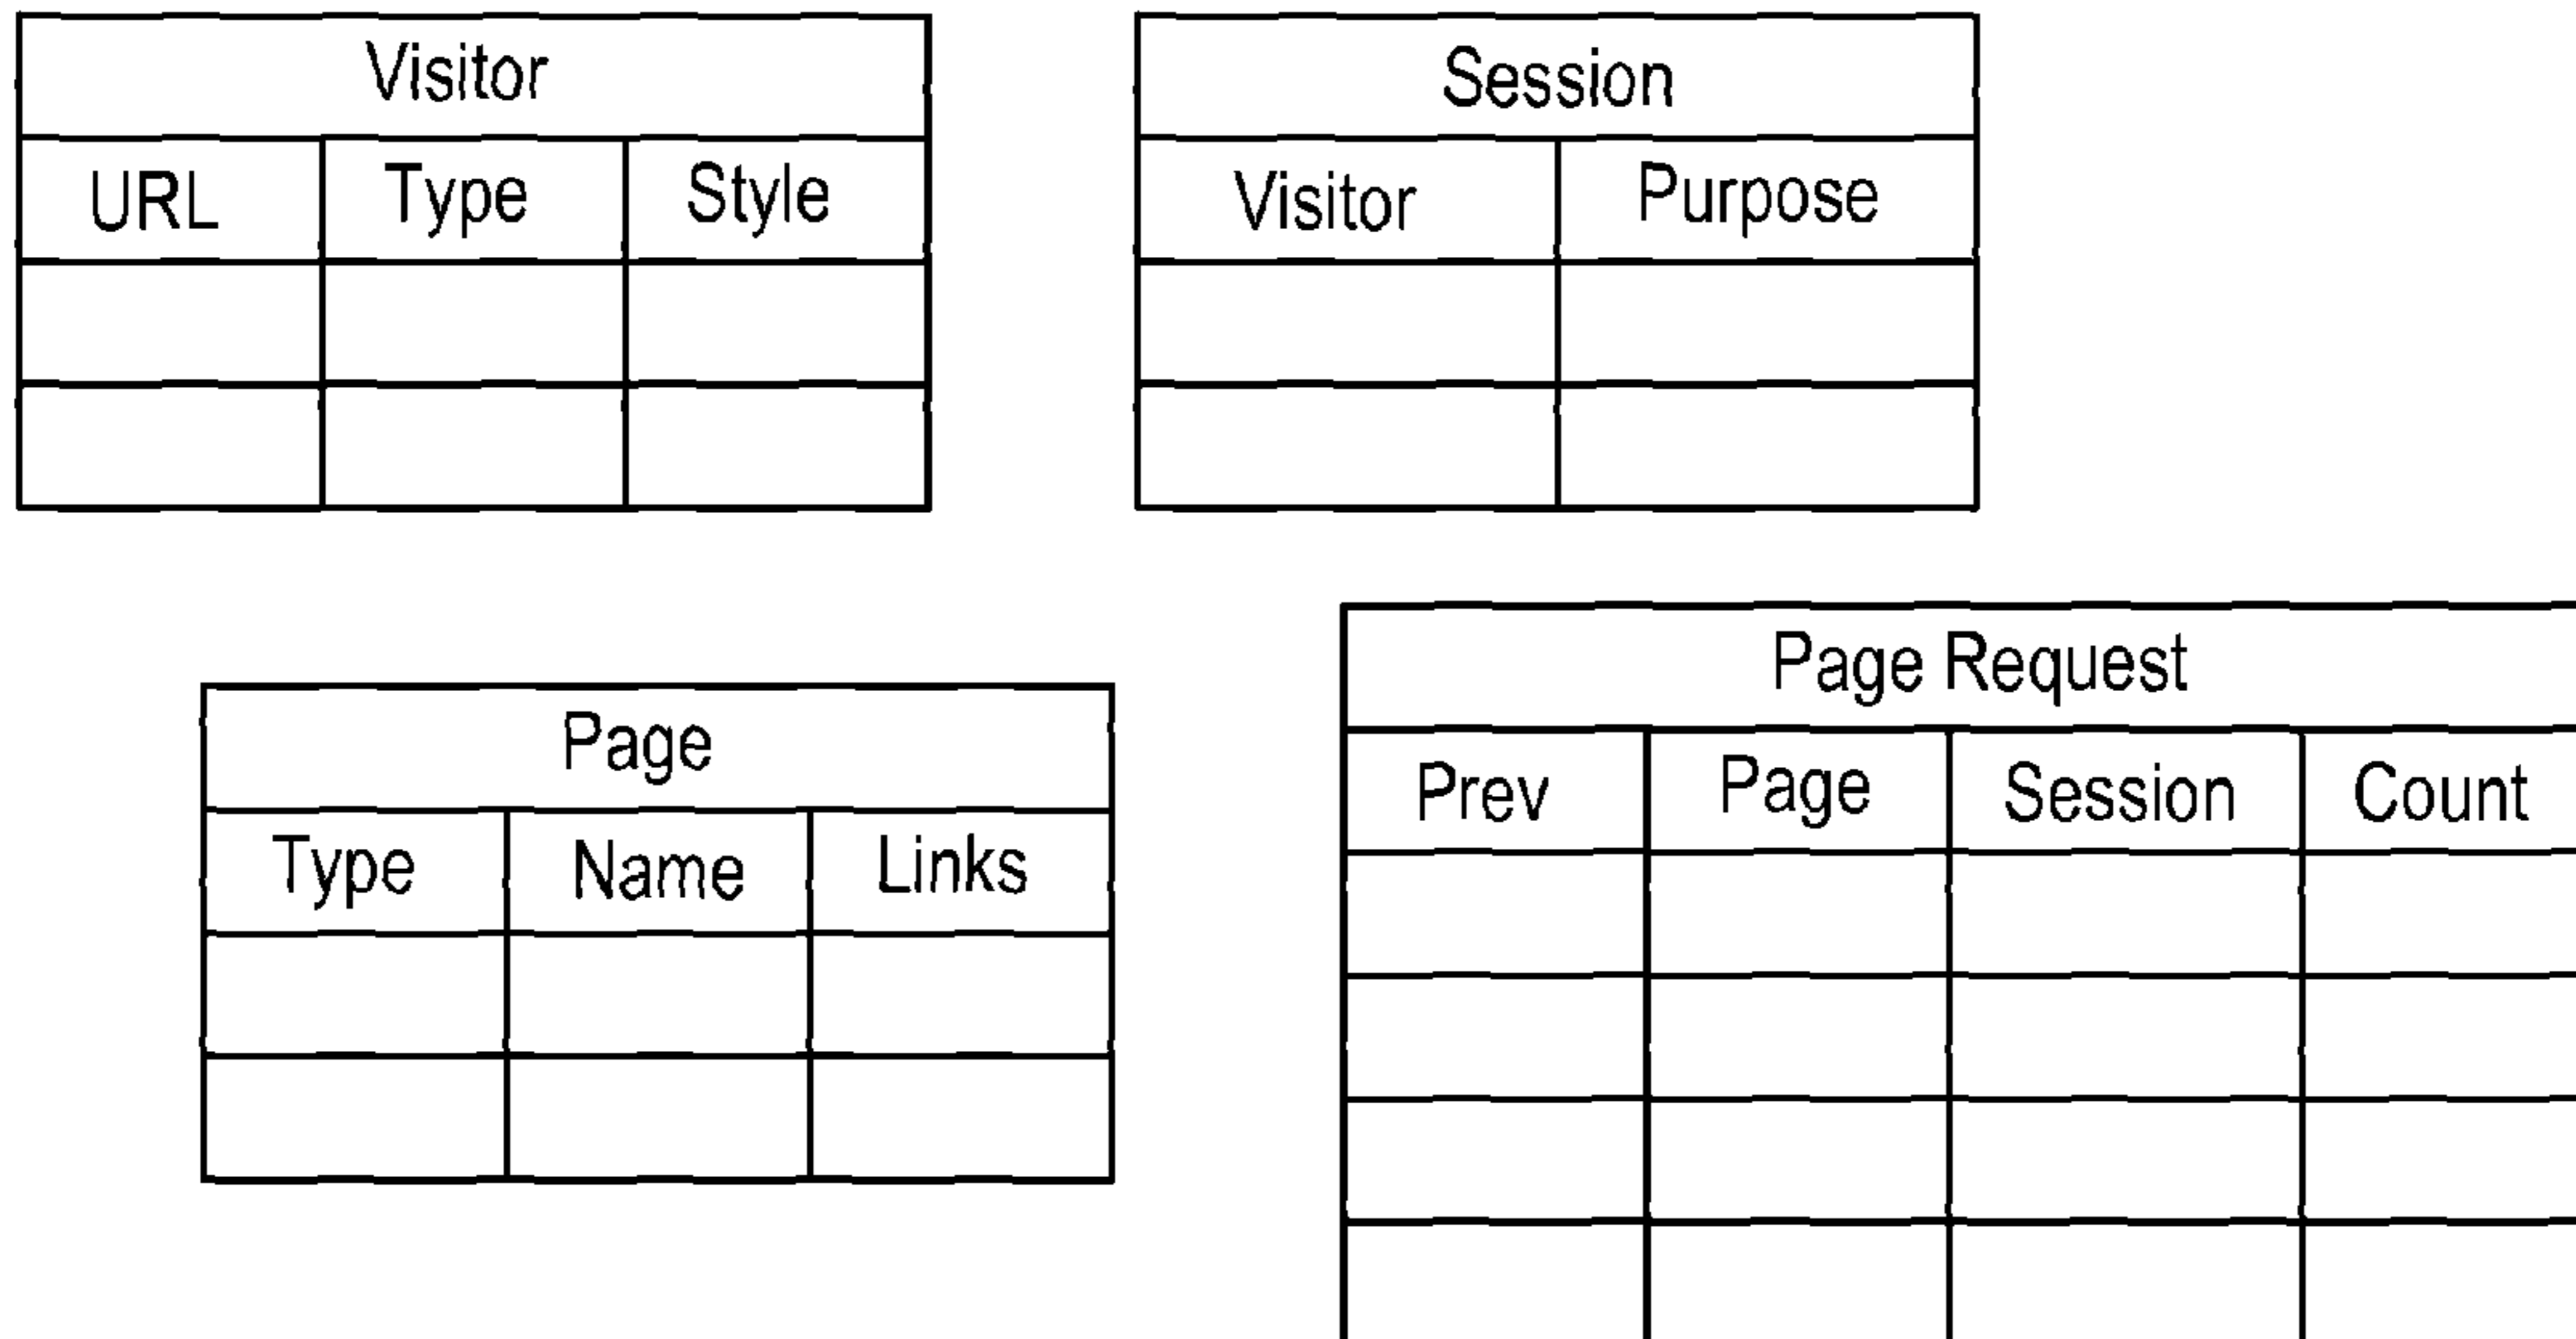 Visitor
URL Type Style
Session
Visitor Purpose
Page
Type Name Links
Page Request
Prev Page Session Count